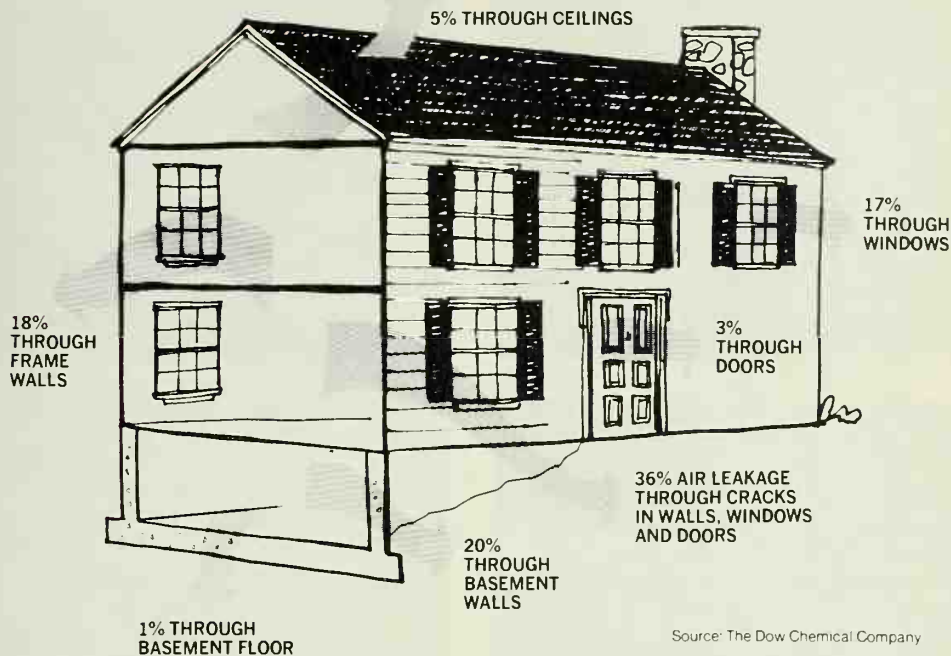 5% THROUGH CEILINGS
17%
THROUGH
WINDOWS
18%
THROUGH
FRAME
WALLS
3%
THROUGH
DOORS
36% AIR LEAKAGE
THROUGH CRACKS
IN WALLS, WINDOWS
AND DOORS
20%
THROUGH
BASEMENT
WALLS
1% THROUGH
BASEMENT FLOOR
Source: The Dow Chemical Company